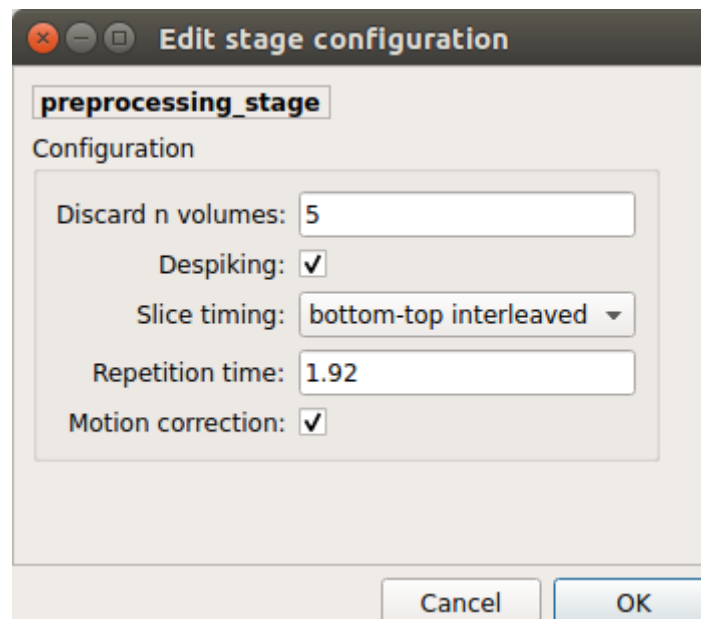 Edit stage configuration
preprocessing_stage
Configuration
Discard n volumes: 5
Despiking:
Slice timing: bottom-top interleaved
Repetition time: 1.92
Motion correction:
Cancel OK